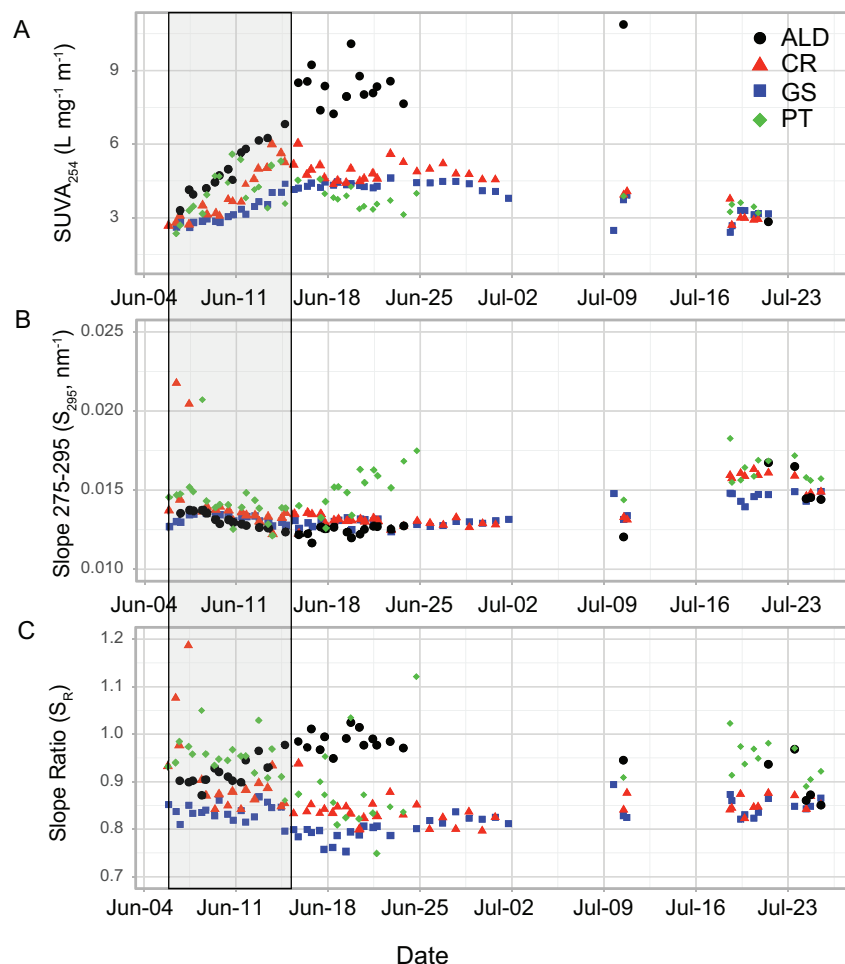 A
SUVA254 (L mg-1 m-1)
9
6
3
ALD
CR
GS
PT
Jun-04 Jun-11 Jun-18 Jun-25 Jul-02 Jul-09 Jul-16 Jul-23
B
Slope 275-295 (S295, nm-1)
0.025
0.020
0.015
0.010
Jun-04 Jun-11 Jun-18 Jun-25 Jul-02 Jul-09 Jul-16 Jul-23
C
Slope Ratio (SR)
1.2
1.1
1.0
0.9
0.8
0.7
Jun-04 Jun-11 Jun-18 Jun-25 Jul-02 Jul-09 Jul-16 Jul-23
Date